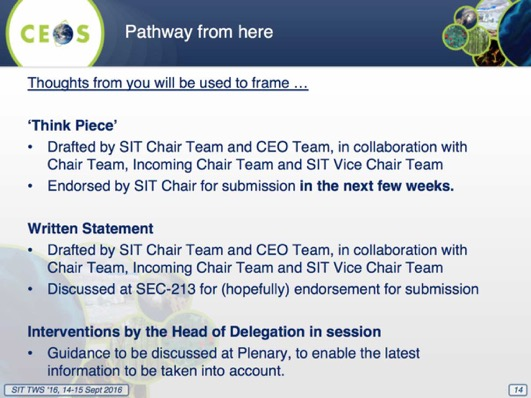 CEOS
Pathway from here
Thoughts from you will be used to frame …
‘Think Piece’
• Drafted by SIT Chair Team and CEO Team, in collaboration with
Chair Team, Incoming Chair Team and SIT Vice Chair Team
• Endorsed by SIT Chair for submission in the next few weeks.
Written Statement
• Drafted by SIT Chair Team and CEO Team, in collaboration with
Chair Team, Incoming Chair Team and SIT Vice Chair Team
• Discussed at SEC-213 for (hopefully) endorsement for submission
Interventions by the Head of Delegation in session
• Guidance to be discussed at Plenary, to enable the latest
information to be taken into account.
SIT TWS '16, 14-15 Sept 2016
14